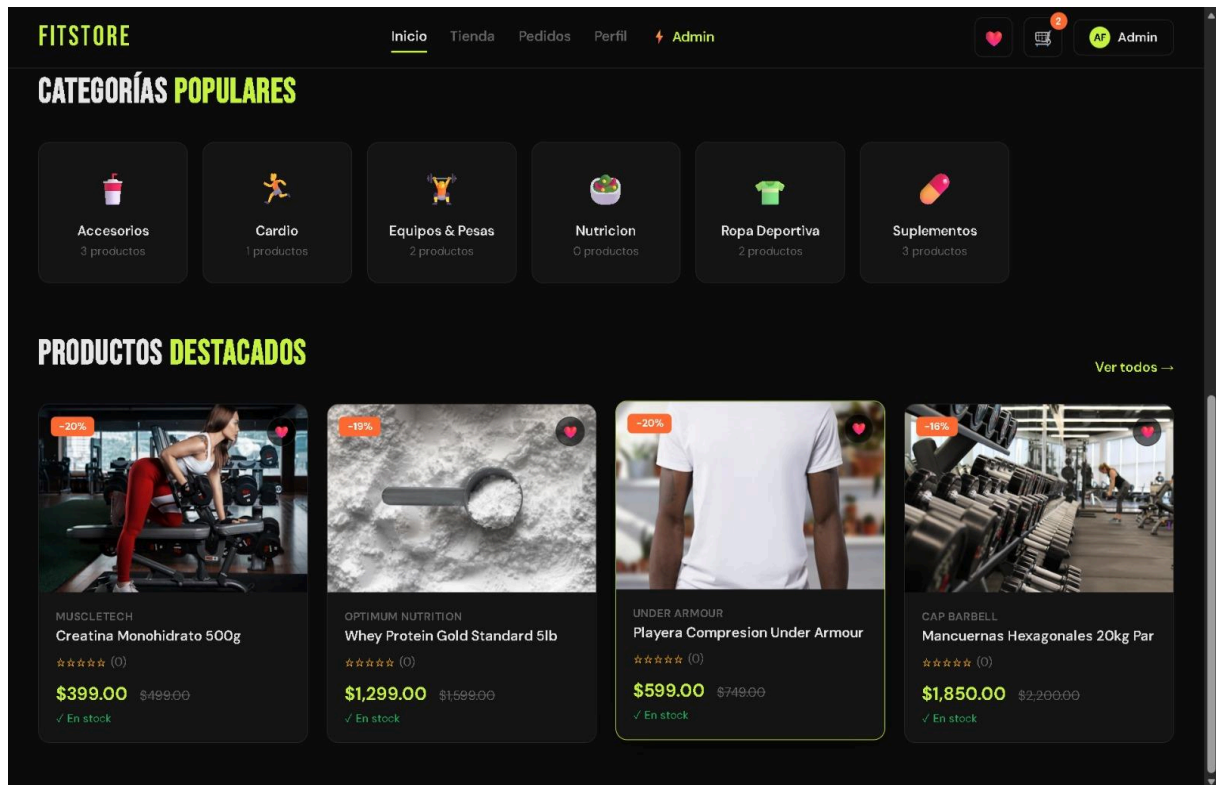 FITSTORE
Inicio Tienda Pedidos Perfil Admin
2
AF Admin
CATEGORÍAS POPULARES
Accesorios
3 productos
Cardio
1 productos
Equipos & Pesas
2 productos
Nutricion
0 productos
Ropa Deportiva
2 productos
Suplementos
3 productos
PRODUCTOS DESTACADOS
Ver todos →
-20%
MUSCLETECH
Creatina Monohidrato 500g
☆☆☆☆☆ (0)
$399.00 $499.00
✓ En stock
-19%
OPTIMUM NUTRITION
Whey Protein Gold Standard 5lb
☆☆☆☆☆ (0)
$1,299.00 $1,599.00
✓ En stock
-20%
UNDER ARMOUR
Playera Compresion Under Armour
☆☆☆☆☆ (0)
$599.00 $749.00
✓ En stock
-16%
CAP BARBELL
Mancuernas Hexagonales 20kg Par
☆☆☆☆☆ (0)
$1,850.00 $2,200.00
✓ En stock